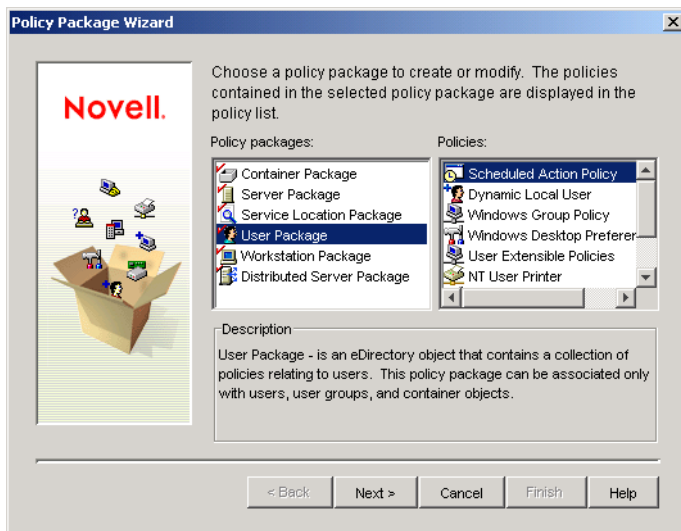 Policy Package Wizard
Novell.
Choose a policy package to create or modify. The policies
contained in the selected policy package are displayed in the
policy list.
Policy packages:
Container Package
Server Package
Service Location Package
User Package
Workstation Package
Distributed Server Package
Policies:
Scheduled Action Policy
Dynamic Local User
Windows Group Policy
Windows Desktop Preferer
User Extensible Policies
NT User Printer
Description
User Package - is an eDirectory object that contains a collection of
policies relating to users. This policy package can be associated only
with users, user groups, and container objects.
< Back
Next >
Cancel
Finish
Help